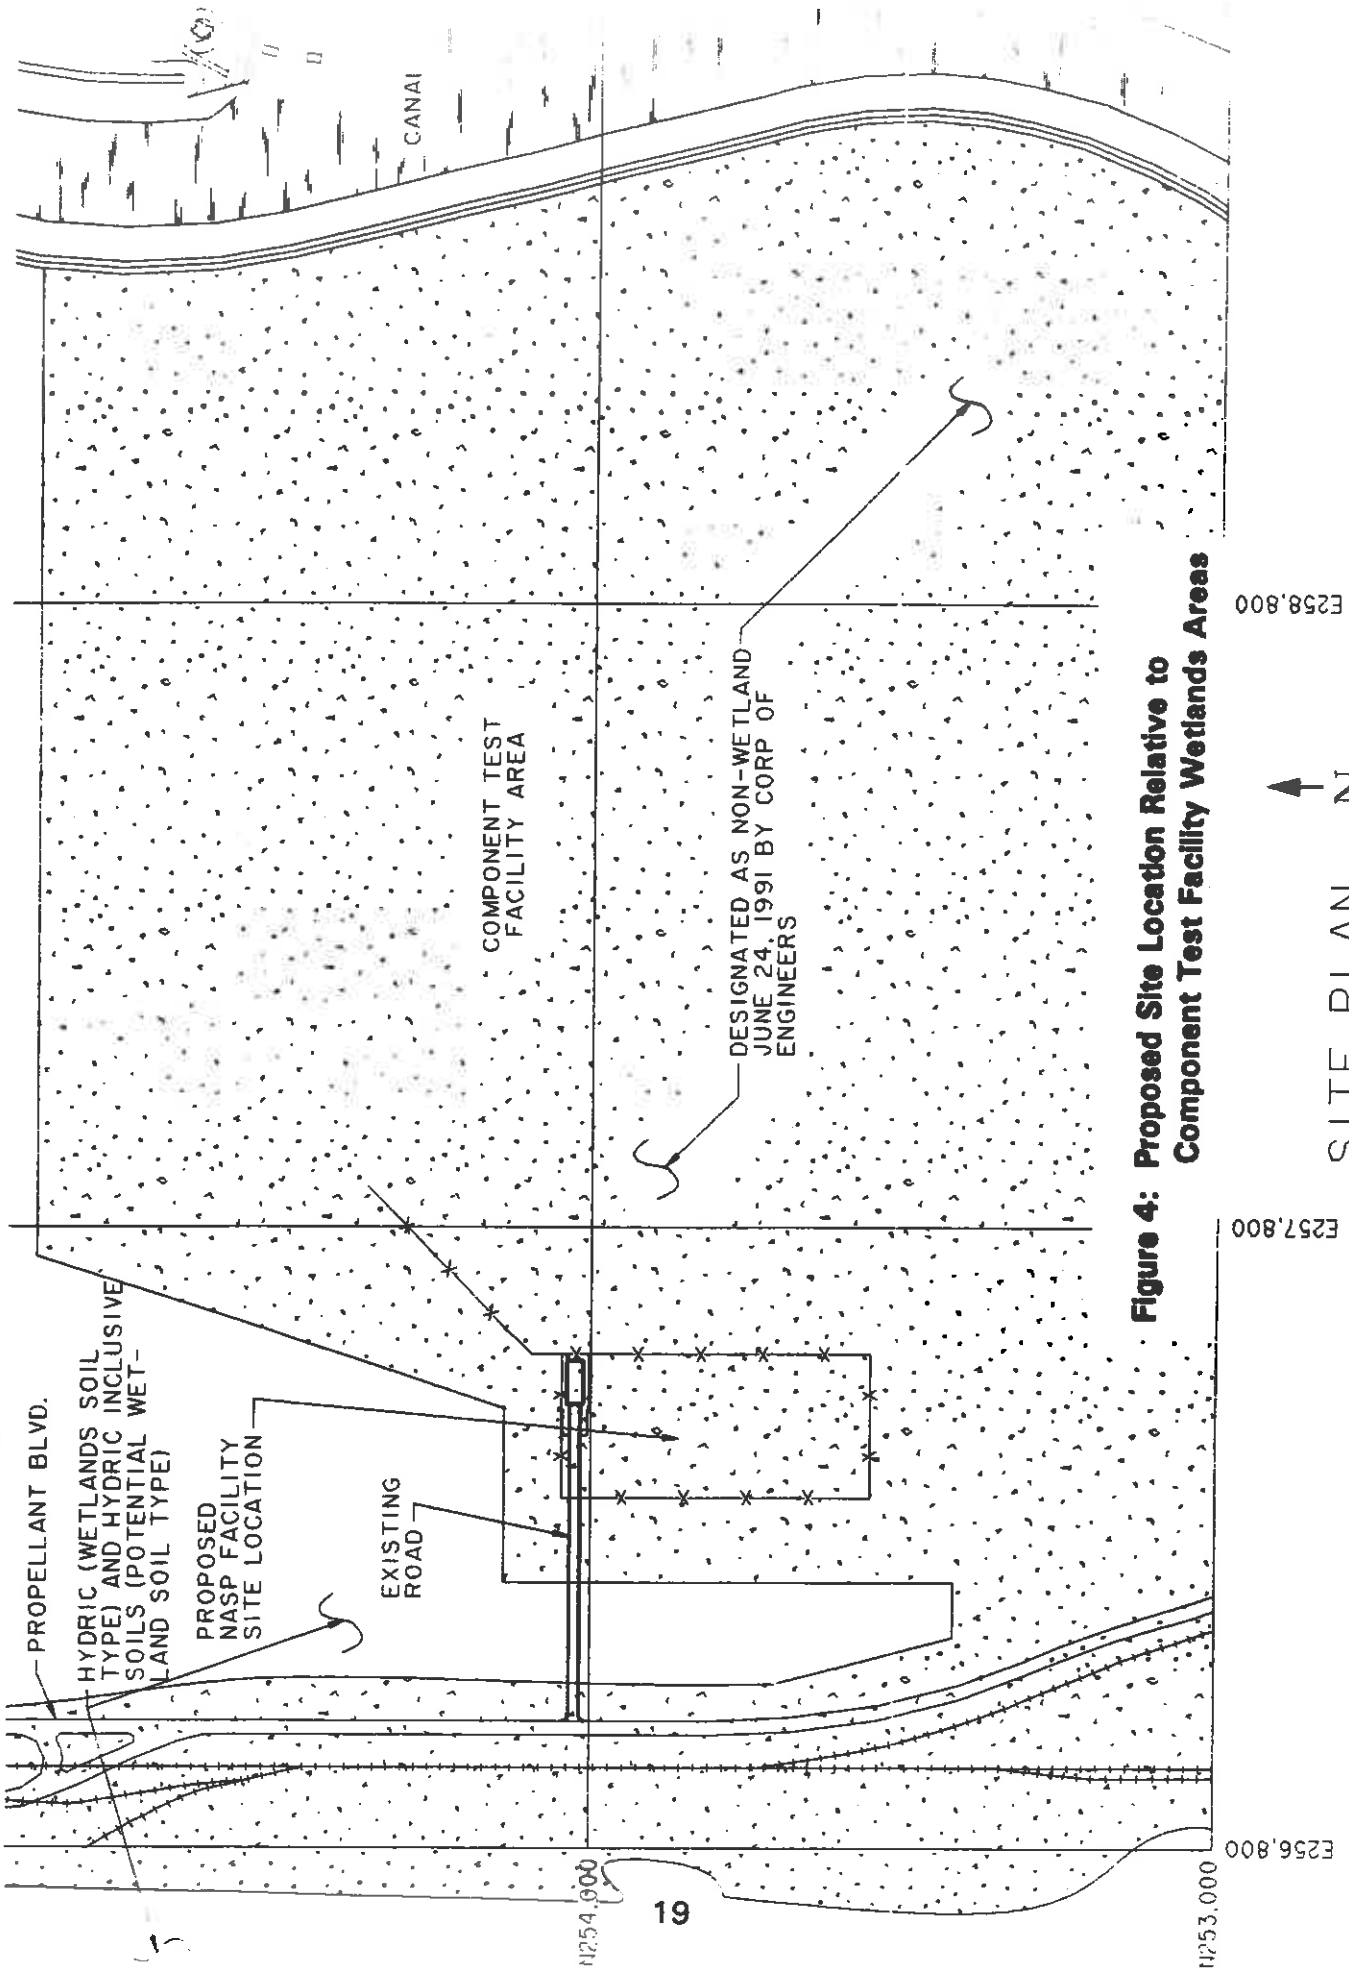 PROPELLANT BLVD.
HYDRIC (WETLANDS SOIL
TYPE) AND HYDRIC INCLUSIVE
SOILS (POTENTIAL WET-
LAND SOIL TYPE)
PROPOSED
NASP FACILITY
SITE LOCATION
EXISTING
ROAD
COMPONENT TEST
FACILITY AREA
CANAL
DESIGNATED AS NON-WETLAND
JUNE 24, 1991 BY CORP OF
ENGINEERS
N254,000
N253,000
E256,800
E257,800
E258,800
Figure 4: Proposed Site Location Relative to
Component Test Facility Wetlands Areas
SITE PLAN
N
19